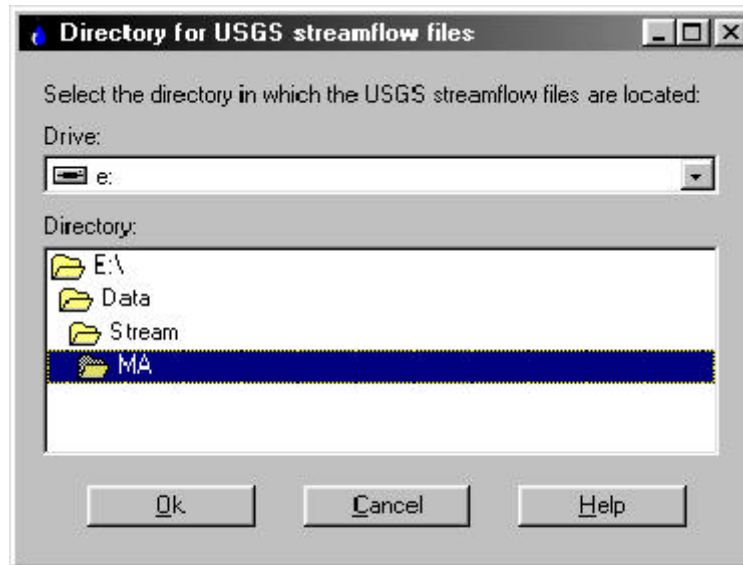 Directory for USGS streamflow files
Select the directory in which the USGS streamflow files are located:
Drive:
e:
Directory:
E:\
Data
Stream
MA
Ok
Cancel
Help